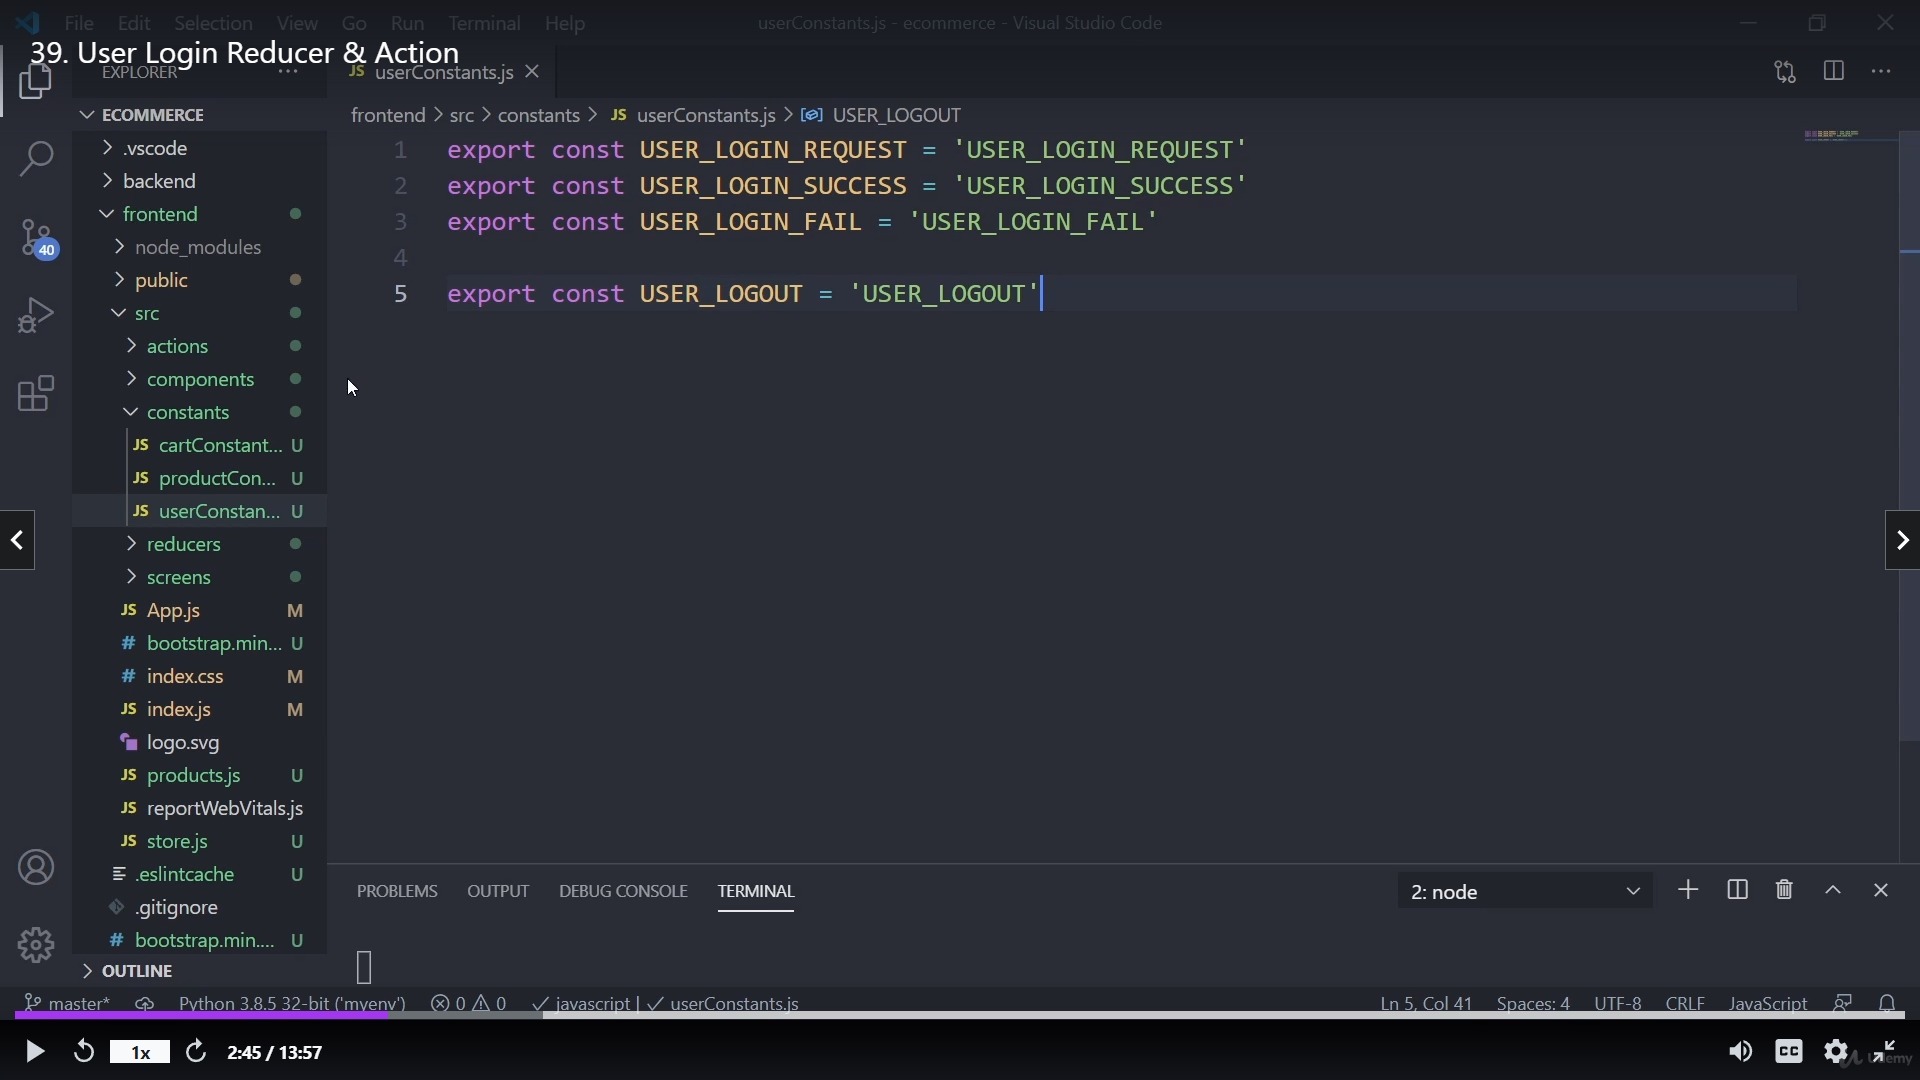 File Edit Selection View Go Run Terminal Help
userConstants.js - ecommerce - Visual Studio Code
39. User Login Reducer & Action
EXPLORER
JS userConstants.js
ECOMMERCE
frontend > src > constants > JS userConstants.js > USER_LOGOUT
.vscode
backend
frontend
node_modules
40
public
src
actions
components
constants
JS cartConstant... U
JS productCon... U
JS userConstan... U
reducers
screens
JS App.js M
# bootstrap.min... U
# index.css M
JS index.js M
logo.svg
JS products.js U
JS reportWebVitals.js
JS store.js U
.eslintcache U
.gitignore
# bootstrap.min.... U
OUTLINE
1 export const USER_LOGIN_REQUEST = 'USER_LOGIN_REQUEST'
2 export const USER_LOGIN_SUCCESS = 'USER_LOGIN_SUCCESS'
3 export const USER_LOGIN_FAIL = 'USER_LOGIN_FAIL'
4
5 export const USER_LOGOUT = 'USER_LOGOUT'
PROBLEMS OUTPUT DEBUG CONSOLE TERMINAL
2: node
master* Python 3.8.5 32-bit ('myenv') 0 0 javascript | userConstants.js
Ln 5, Col 41 Spaces: 4 UTF-8 CRLF JavaScript
1x 2:45 / 13:57
CC
Udemy